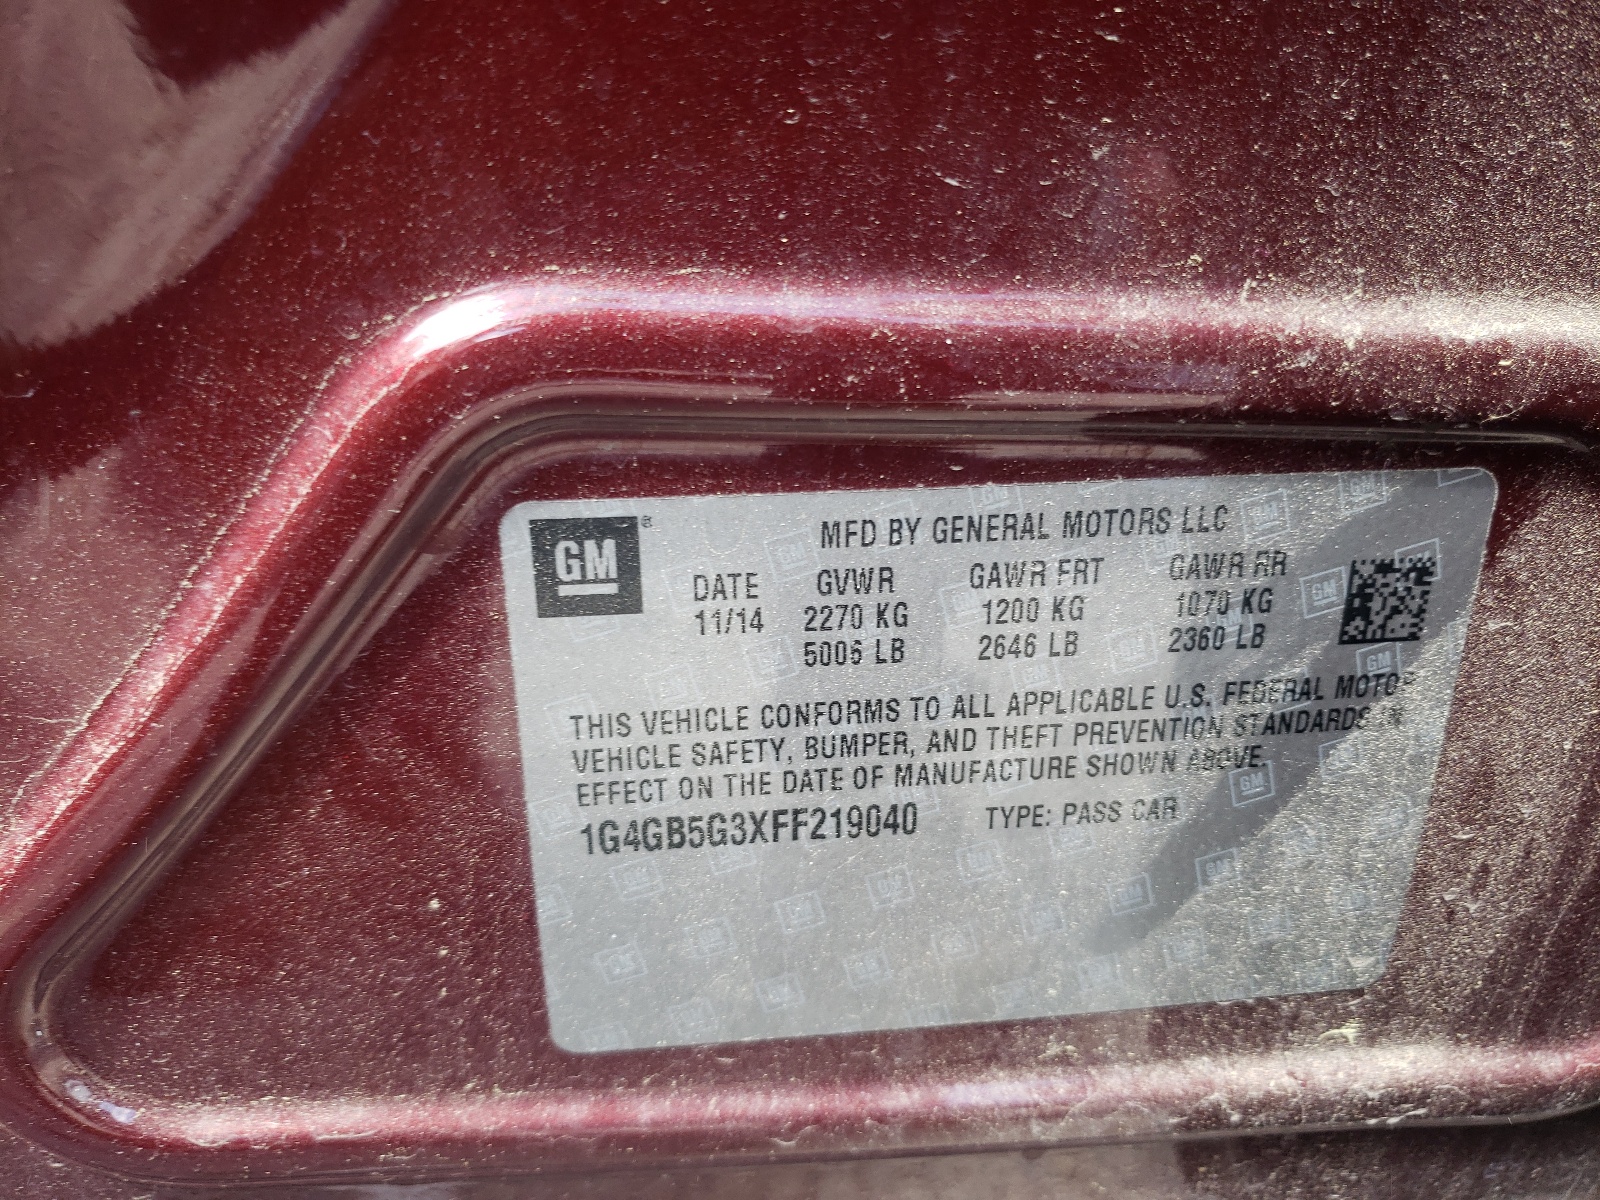 GM®
MFD BY GENERAL MOTORS LLC
DATE GVWR GAWR FRT GAWR RR
11/14 2270 KG 1200 KG 1070 KG
5006 LB 2646 LB 2360 LB
THIS VEHICLE CONFORMS TO ALL APPLICABLE U.S. FEDERAL MOTOR
VEHICLE SAFETY, BUMPER, AND THEFT PREVENTION STANDARDS IN
EFFECT ON THE DATE OF MANUFACTURE SHOWN ABOVE.
1G4GB5G3XFF219040 TYPE: PASS CAR